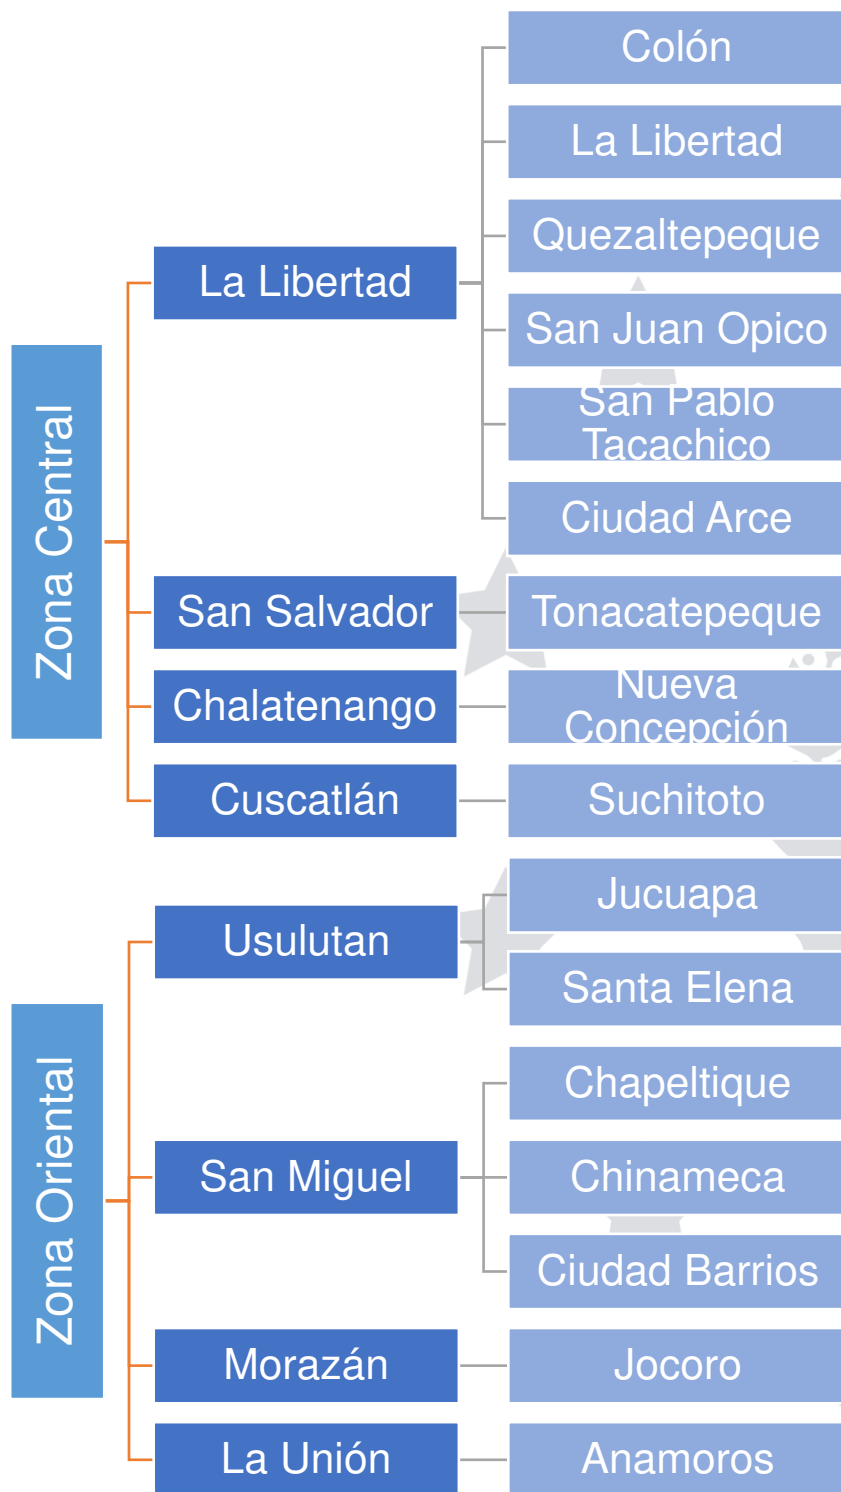 Zona Central
La Libertad
Colón
La Libertad
Quezaltepeque
San Juan Opico
San Pablo
Tacachico
Ciudad Arce
San Salvador
Tonacatepeque
Chalatenango
Nueva
Concepción
Cuscatlán
Suchitoto
Zona Oriental
Usulutan
Jucuapa
Santa Elena
San Miguel
Chapeltique
Chinameca
Ciudad Barrios
Morazán
Jocoro
La Unión
Anamoros